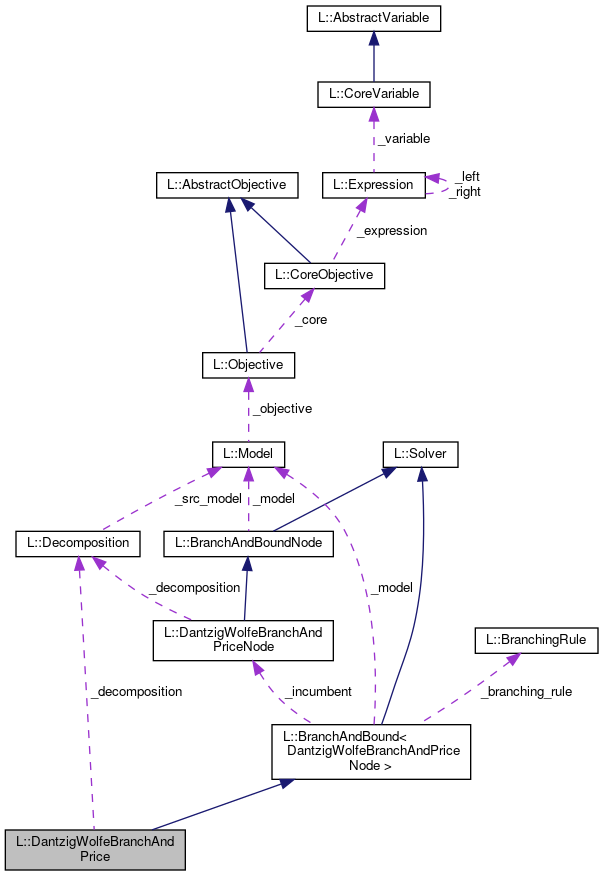 L::AbstractVariable
L::CoreVariable
_variable
L::AbstractObjective
L::Expression
_left
_right
_expression
L::CoreObjective
_core
L::Objective
_objective
L::Model
L::Solver
_src_model
_model
L::Decomposition
L::BranchAndBoundNode
_decomposition
_model
L::DantzigWolfeBranchAnd
PriceNode
L::BranchingRule
_decomposition
_incumbent
_branching_rule
L::BranchAndBound<
DantzigWolfeBranchAndPrice
Node >
L::DantzigWolfeBranchAnd
Price